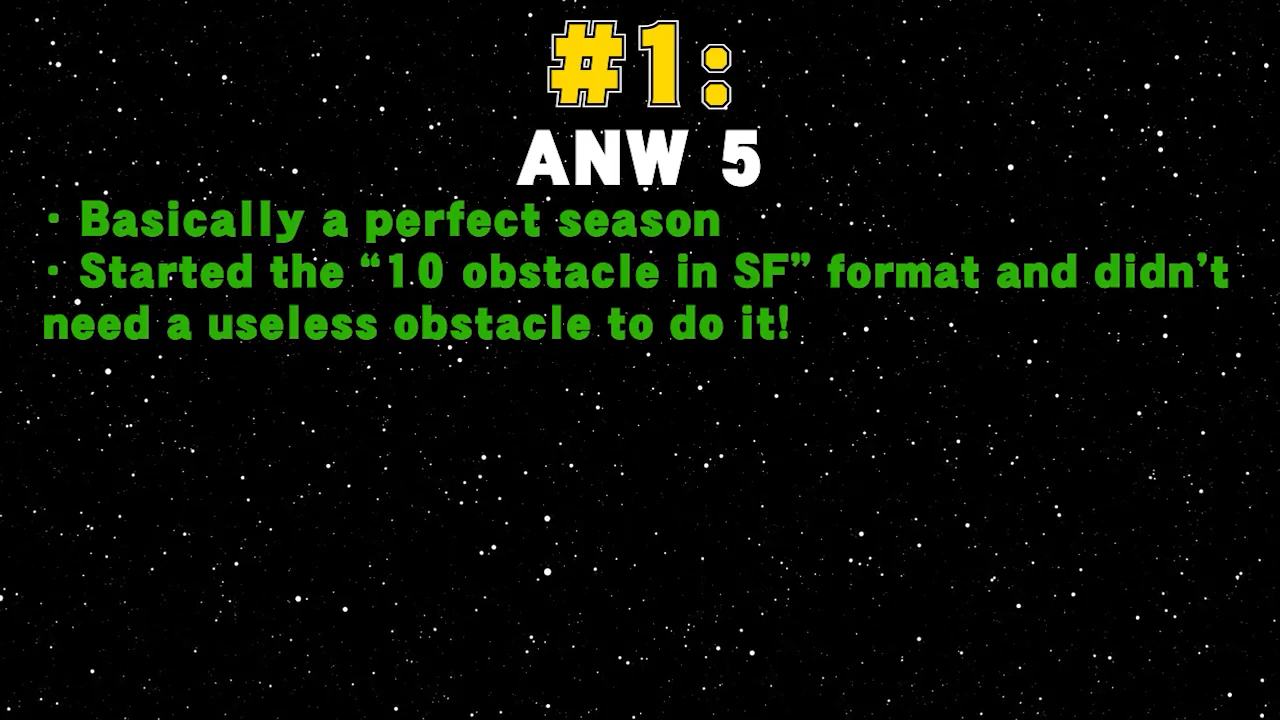 #1:
ANW 5
· Basically a perfect season
· Started the “10 obstacle in SF” format and didn’t
need a useless obstacle to do it!